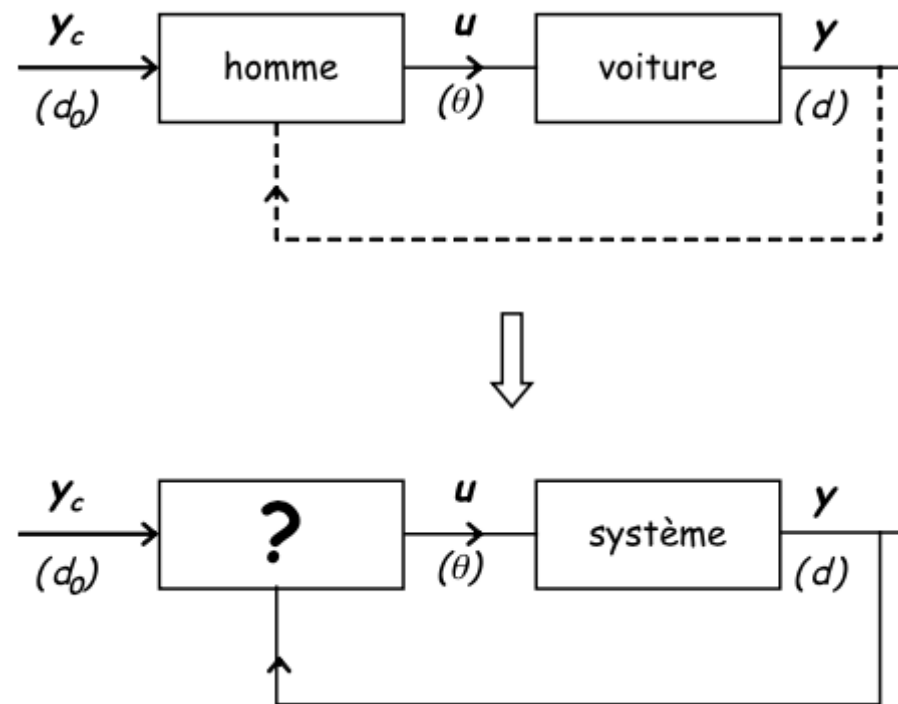 y_c u y
homme voiture
(d_0) (θ) (d)
y_c u y
? système
(d_0) (θ) (d)